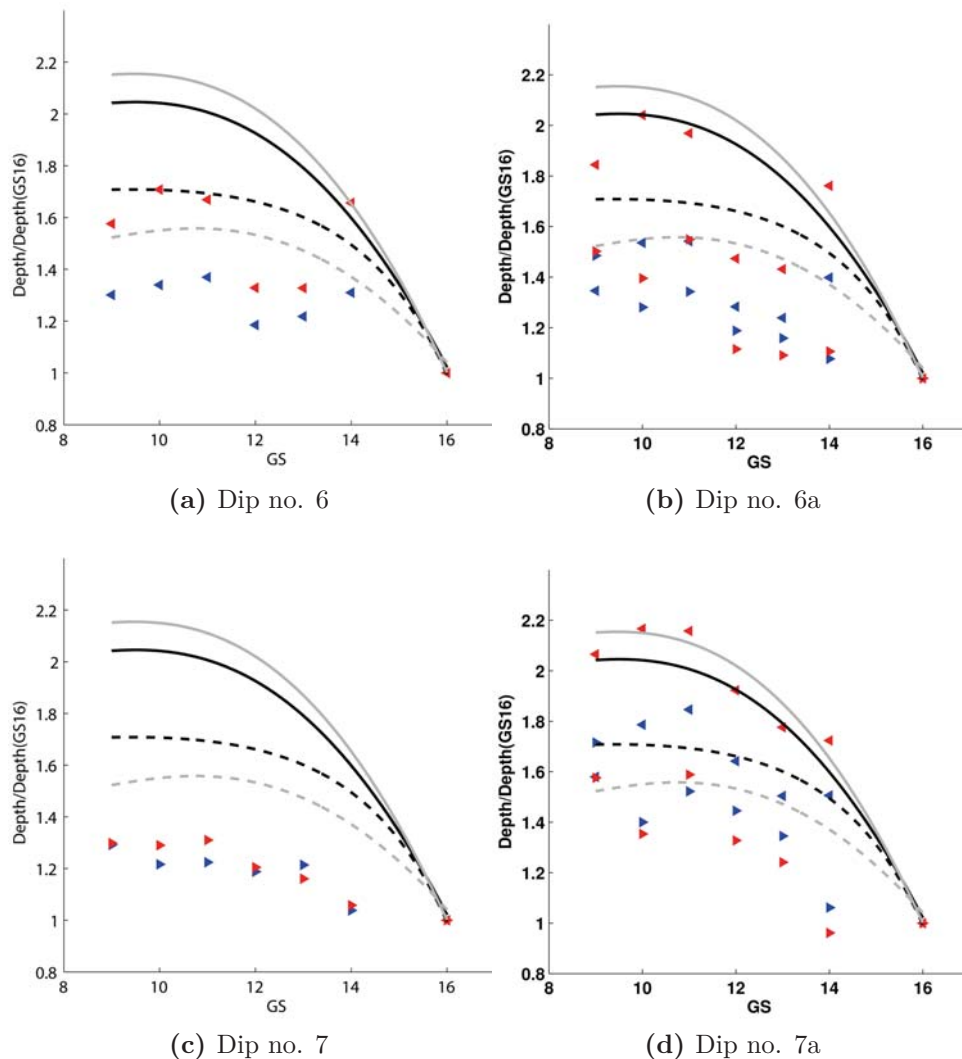 2.2
2
1.8
1.6
1.4
1.2
1
0.8
Depth/Depth(GS16)
8 10 12 14 16
GS
(a) Dip no. 6
2.2
2
1.8
1.6
1.4
1.2
1
0.8
Depth/Depth(GS16)
8 10 12 14 16
GS
(b) Dip no. 6a
2.2
2
1.8
1.6
1.4
1.2
1
0.8
Depth/Depth(GS16)
8 10 12 14 16
GS
(c) Dip no. 7
2.2
2
1.8
1.6
1.4
1.2
1
0.8
Depth/Depth(GS16)
8 10 12 14 16
GS
(d) Dip no. 7a